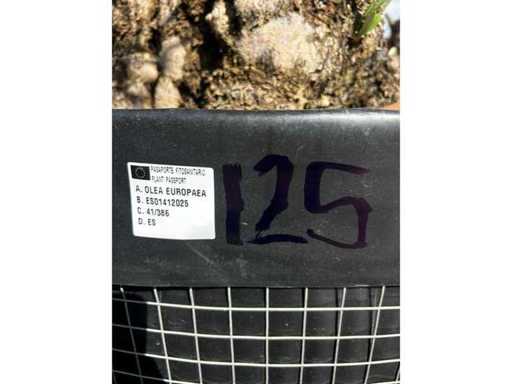 PASAPORTE FITOSANITARIO
PLANT PASSPORT
A. OLEA EUROPAEA
B. ES01412025
C. 41/386
D. ES
125